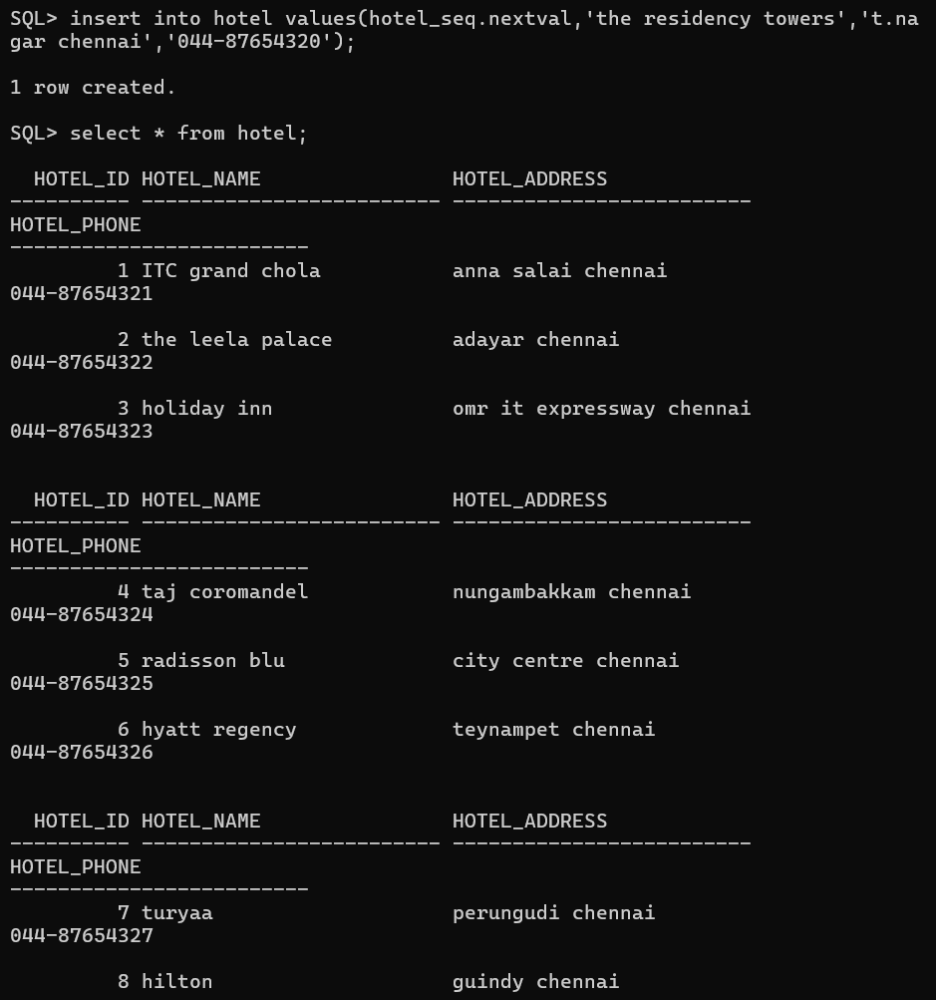 SQL> insert into hotel values(hotel_seq.nextval,'the residency towers','t.na
gar chennai','044-87654320');
1 row created.
SQL> select * from hotel;
HOTEL_ID HOTEL_NAME HOTEL_ADDRESS
---------- ------------------------- -------------------------
HOTEL_PHONE
-------------------------
1 ITC grand chola anna salai chennai
044-87654321
2 the leela palace adayar chennai
044-87654322
3 holiday inn omr it expressway chennai
044-87654323
HOTEL_ID HOTEL_NAME HOTEL_ADDRESS
---------- ------------------------- -------------------------
HOTEL_PHONE
-------------------------
4 taj coromandel nungambakkam chennai
044-87654324
5 radisson blu city centre chennai
044-87654325
6 hyatt regency teynampet chennai
044-87654326
HOTEL_ID HOTEL_NAME HOTEL_ADDRESS
---------- ------------------------- -------------------------
HOTEL_PHONE
-------------------------
7 turyaa perungudi chennai
044-87654327
8 hilton guindy chennai